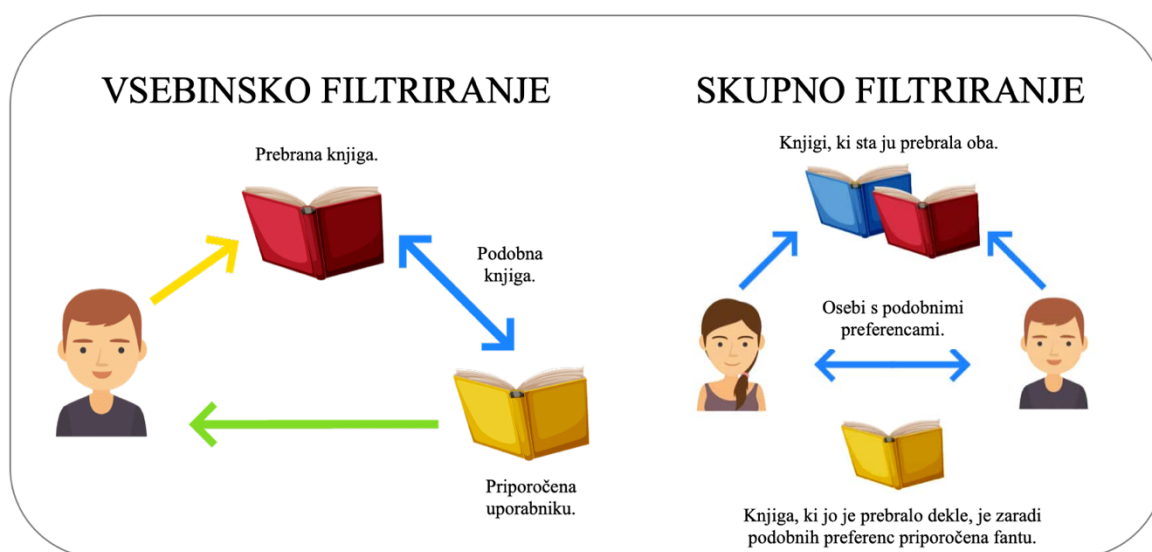 VSEBINSKO FILTRIRANJE
Prebrana knjiga.
Podobna
knjiga.
Priporočena
uporabniku.
SKUPNO FILTRIRANJE
Knjigi, ki sta ju prebrala oba.
Osebi s podobnimi
preferencami.
Knjiga, ki jo je prebralo dekle, je zaradi
podobnih preferenc priporočena fantu.